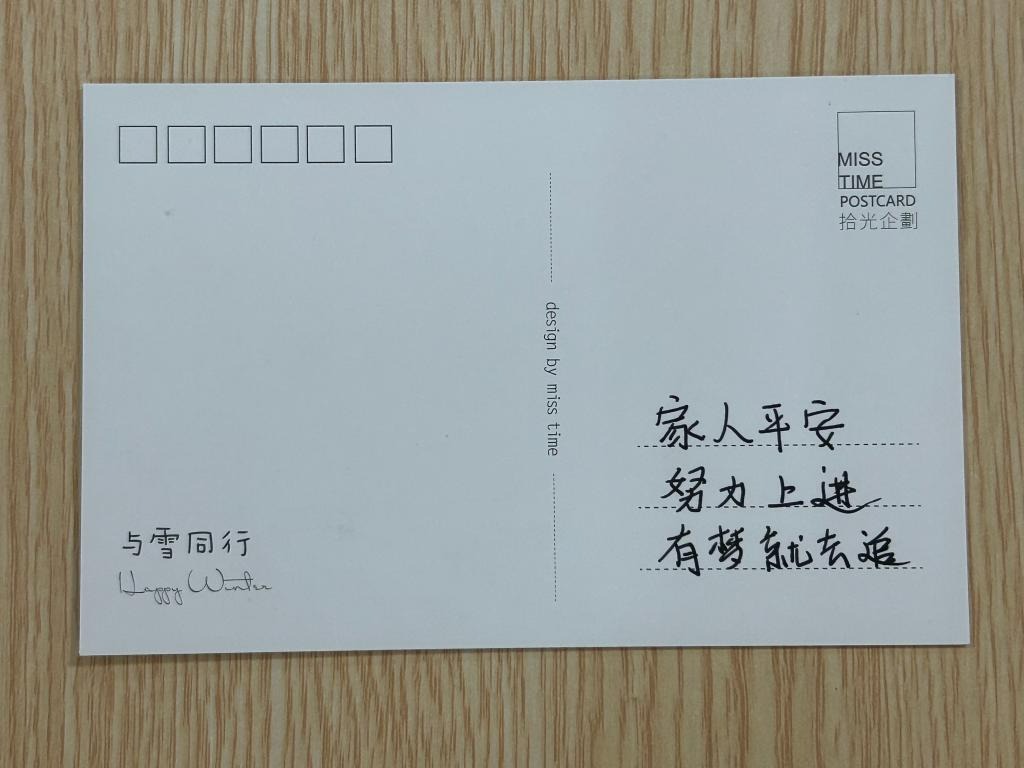 MISS
TIME
POSTCARD
拾光企劃
design by miss time
家人平安
努力上进
有梦就去追
与雪同行
Happy Winter